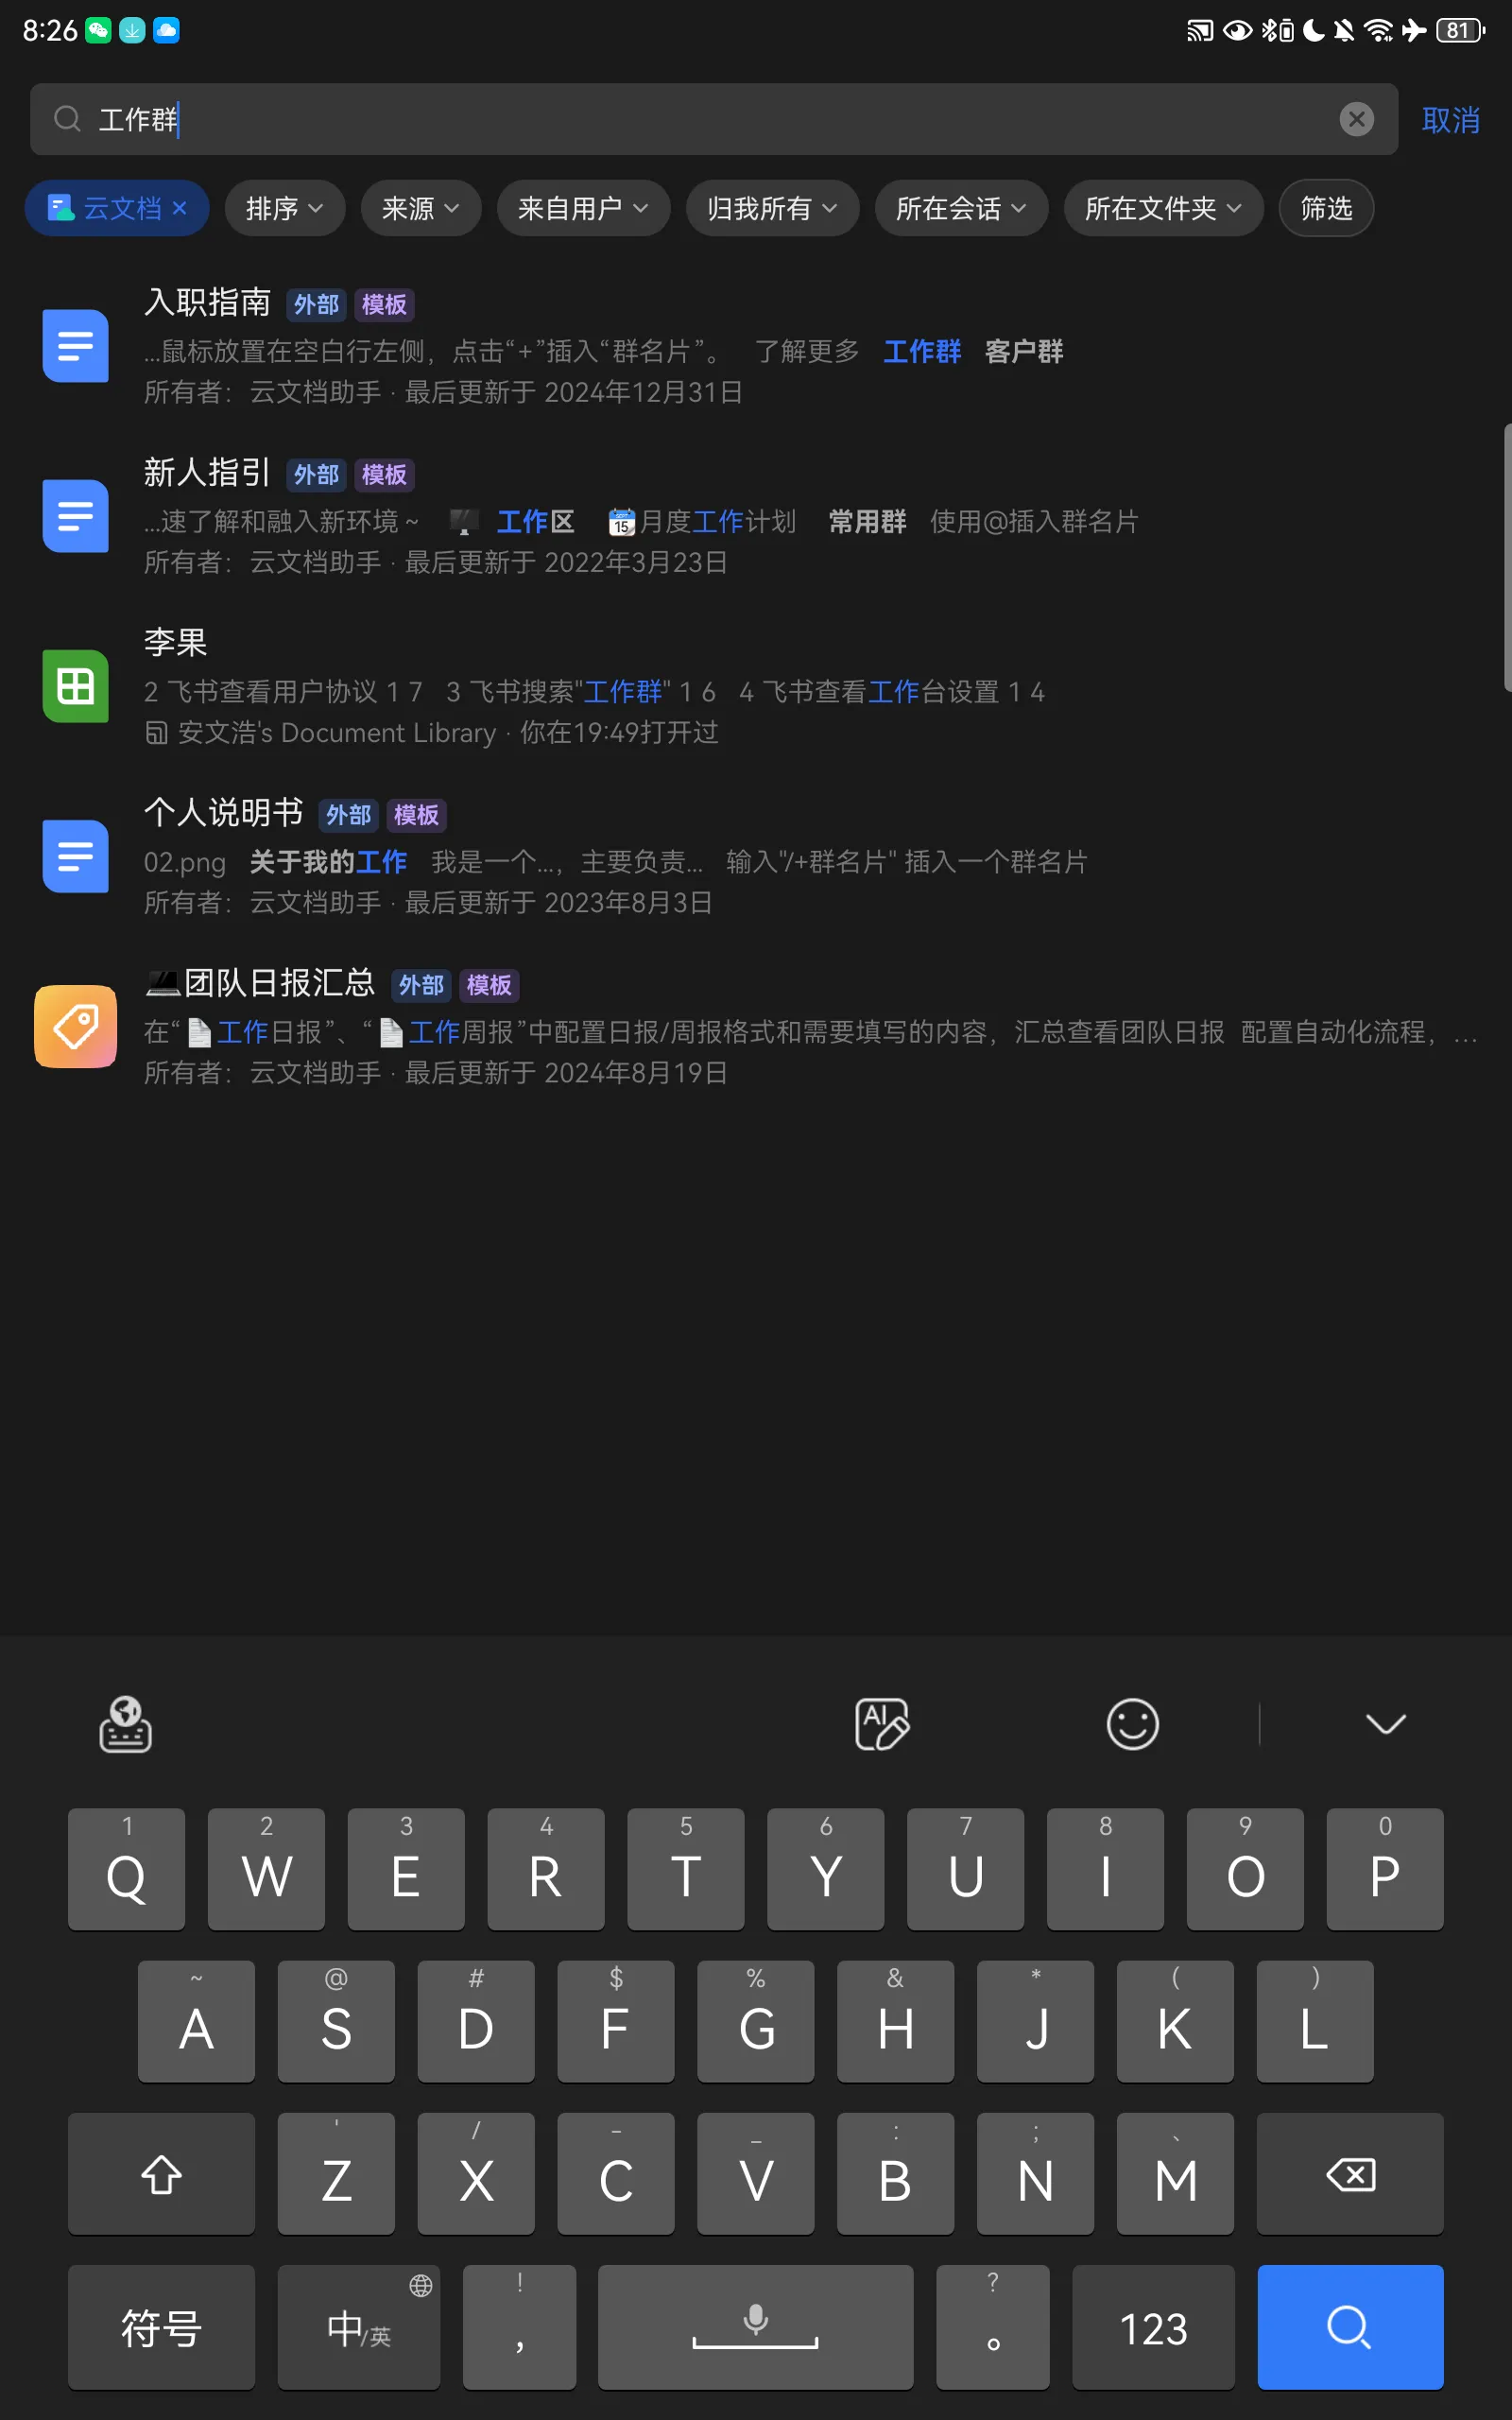 8:26 81
工作群 取消
云文档 × 排序 来源 来自用户 归我所有 所在会话 所在文件夹 筛选
入职指南 外部 模板
...鼠标放置在空白行左侧，点击“+”插入“群名片”。 了解更多 工作群 客户群
所有者：云文档助手 · 最后更新于 2024年12月31日
新人指引 外部 模板
...速了解和融入新环境 ~ 工作区 15 月度工作计划 常用群 使用@插入群名片
所有者：云文档助手 · 最后更新于 2022年3月23日
李果
2 飞书查看用户协议 1 7 3 飞书搜索"工作群" 1 6 4 飞书查看工作台设置 1 4
安文浩's Document Library · 你在19:49打开过
个人说明书 外部 模板
02.png 关于我的工作 我是一个...，主要负责... 输入"/+群名片" 插入一个群名片
所有者：云文档助手 · 最后更新于 2023年8月3日
团队日报汇总 外部 模板
在“工作日报”、“工作周报”中配置日报/周报格式和需要填写的内容，汇总查看团队日报 配置自动化流程，...
所有者：云文档助手 · 最后更新于 2024年8月19日
AI
1 2 3 4 5 6 7 8 9 0
Q W E R T Y U I O P
~ @ # $ % & * ( )
A S D F G H J K L
' / - _ : ; 、
Z X C V B N M
! ?
符号 中/英 , 。 123